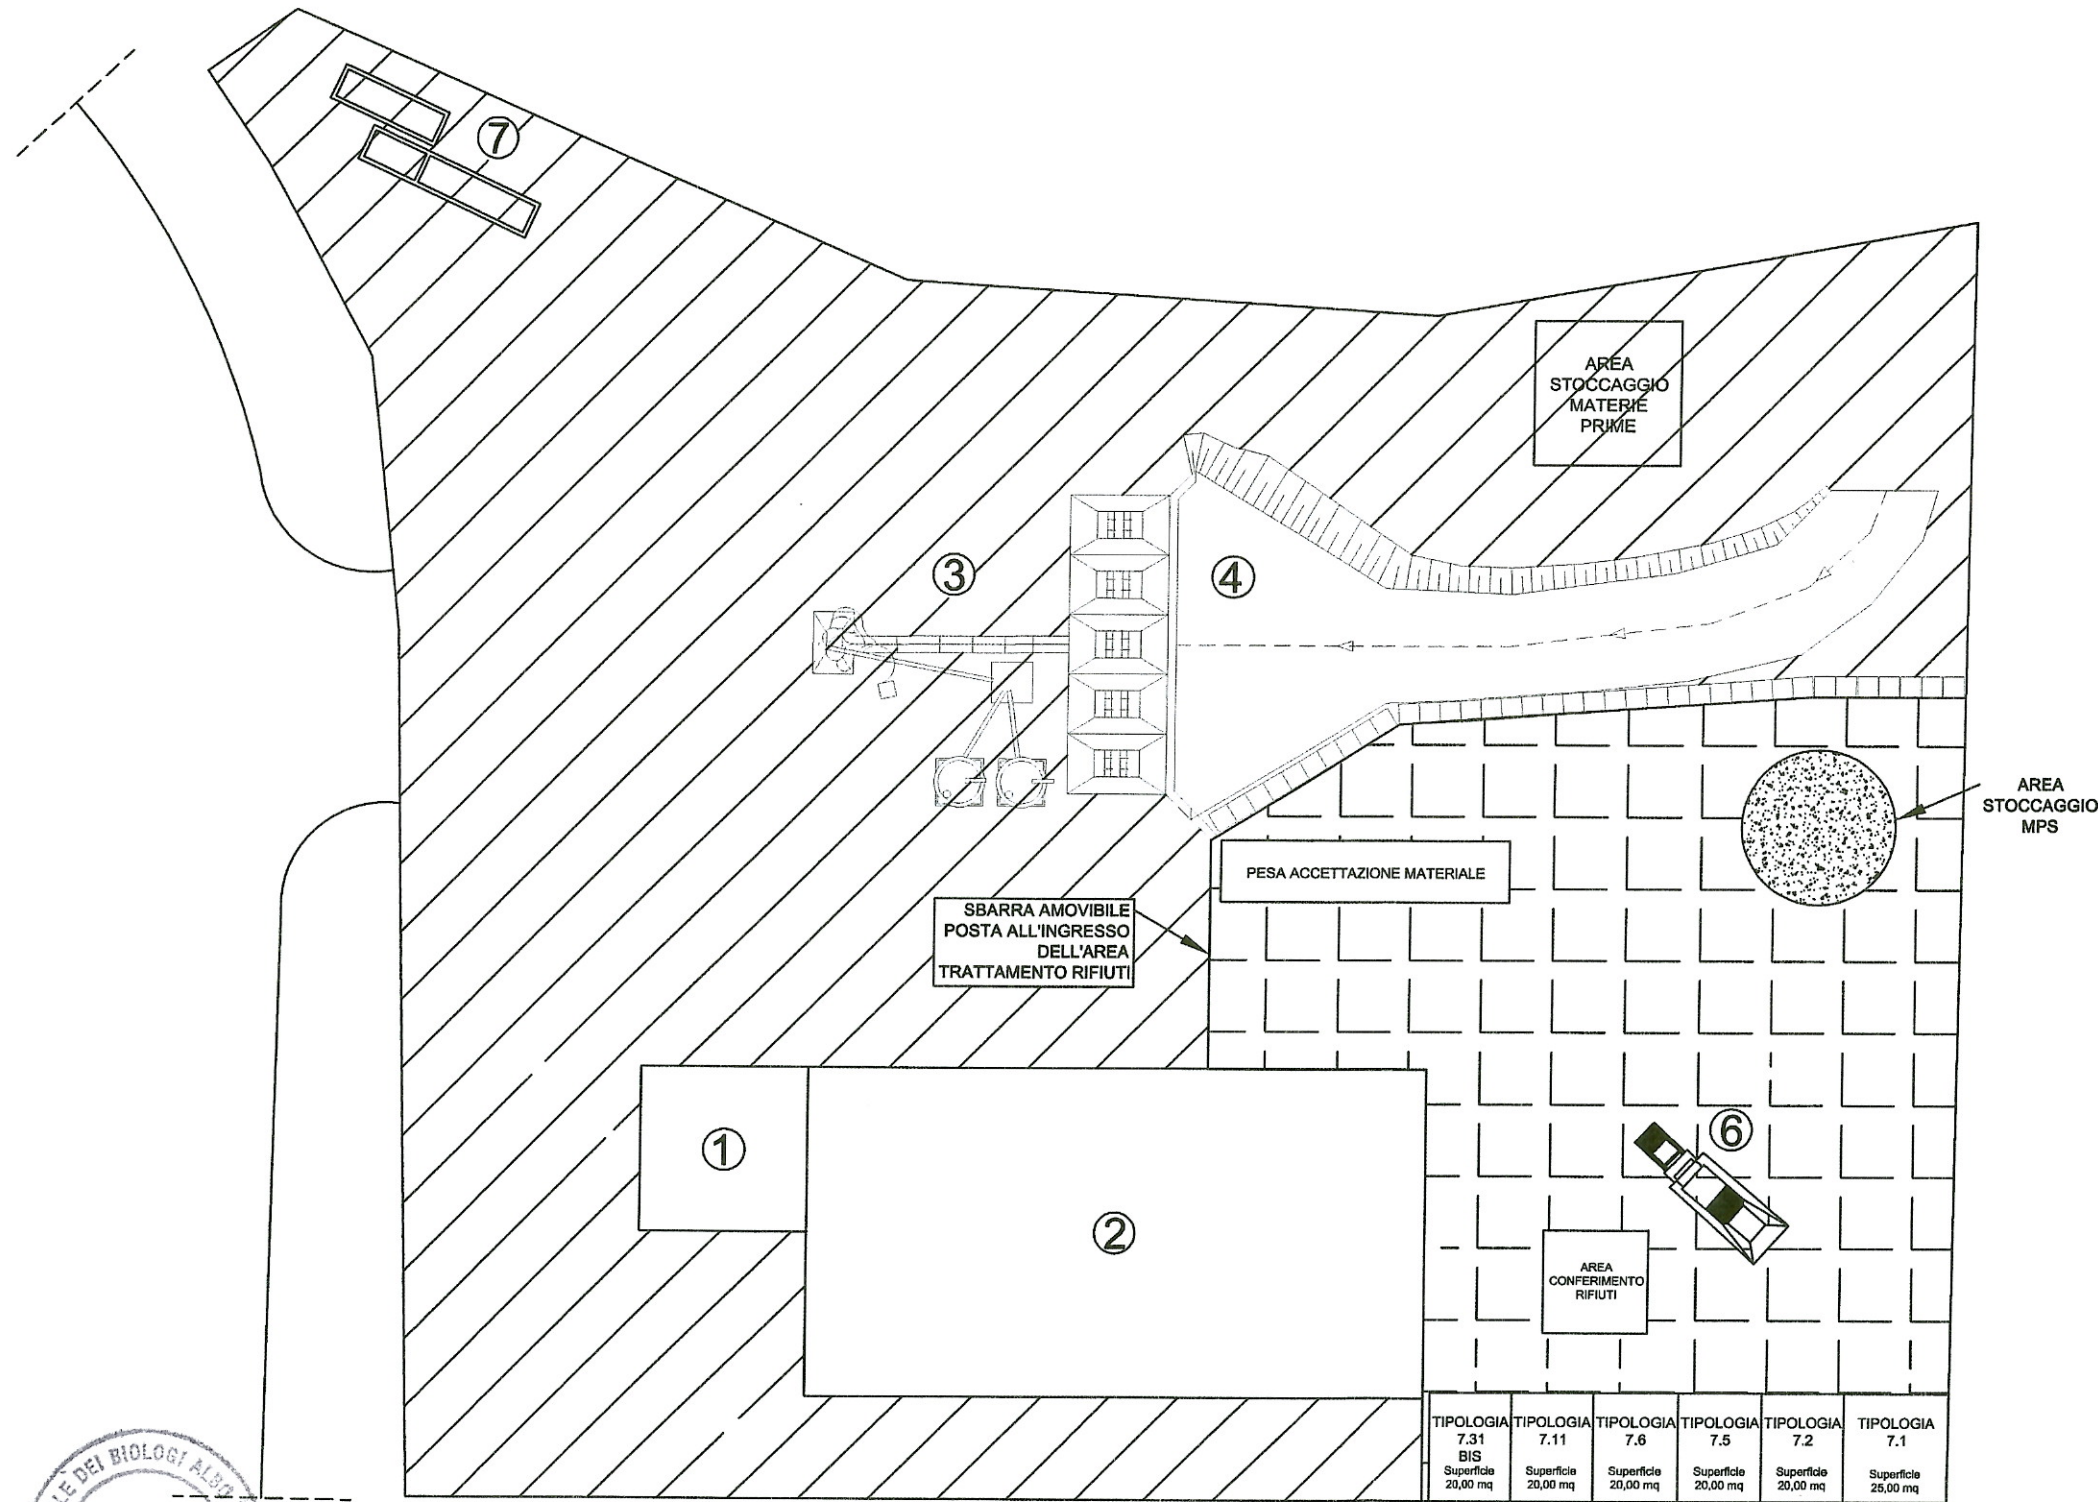 7
AREA
STOCCAGGIO
MATERIE
PRIME
3
4
AREA
STOCCAGGIO
MPS
PESA ACCETTAZIONE MATERIALE
SBARRA AMOVIBILE
POSTA ALL'INGRESSO
DELL'AREA
TRATTAMENTO RIFIUTI
6
1
2
AREA
CONFERIMENTO
RIFIUTI
TIPOLOGIA
7.31
BIS
Superficie
20,00 mq
TIPOLOGIA
7.11
Superficie
20,00 mq
TIPOLOGIA
7.6
Superficie
20,00 mq
TIPOLOGIA
7.5
Superficie
20,00 mq
TIPOLOGIA
7.2
Superficie
20,00 mq
TIPOLOGIA
7.1
Superficie
25,00 mq
DEI BIOLOGI ALBO